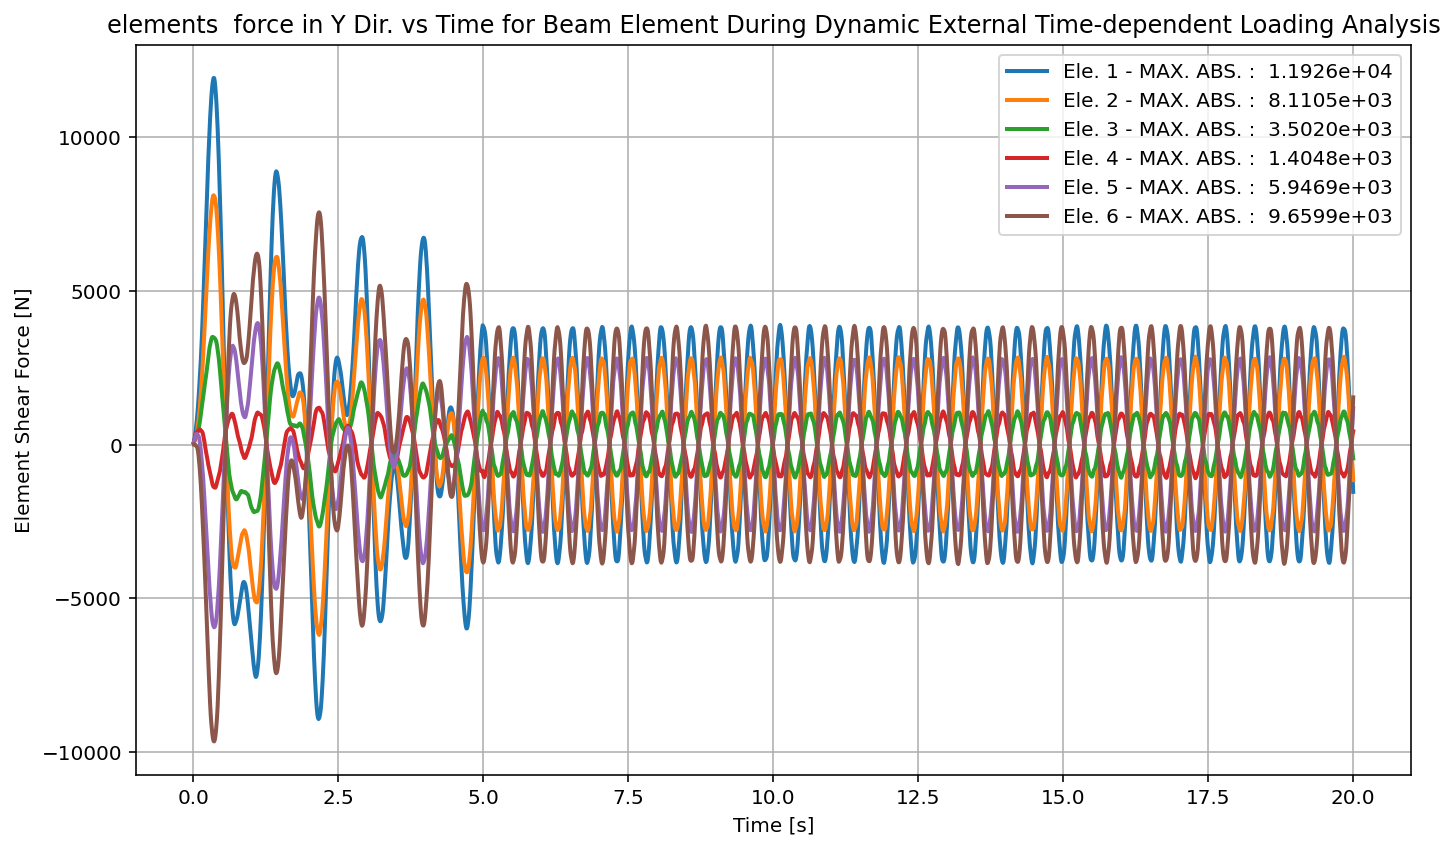 elements  force in Y Dir. vs Time for Beam Element During Dynamic External Time-dependent Loading Analysis
Ele. 1 - MAX. ABS. :  1.1926e+04
Ele. 2 - MAX. ABS. :  8.1105e+03
Ele. 3 - MAX. ABS. :  3.5020e+03
Ele. 4 - MAX. ABS. :  1.4048e+03
Ele. 5 - MAX. ABS. :  5.9469e+03
Ele. 6 - MAX. ABS. :  9.6599e+03
Element Shear Force [N]
10000
5000
0
−5000
−10000
0.0 2.5 5.0 7.5 10.0 12.5 15.0 17.5 20.0
Time [s]